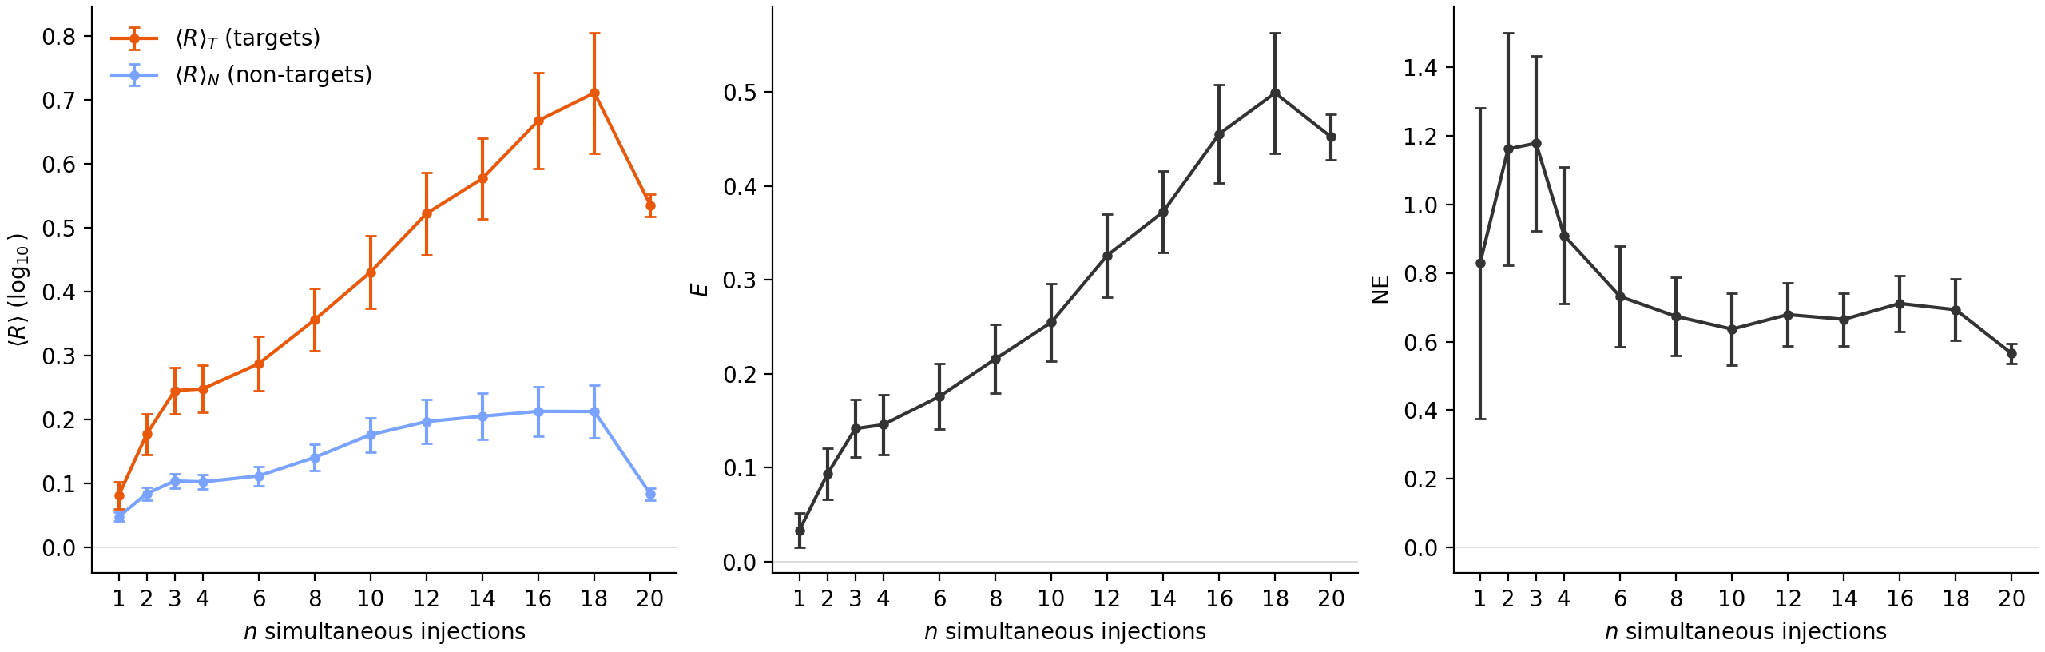 ⟨R⟩T (targets)
⟨R⟩N (non-targets)
⟨R⟩ (log10)
0.8
0.7
0.6
0.5
0.4
0.3
0.2
0.1
0.0
1 2 3 4 6 8 10 12 14 16 18 20
n simultaneous injections
E
0.5
0.4
0.3
0.2
0.1
0.0
1 2 3 4 6 8 10 12 14 16 18 20
n simultaneous injections
NE
1.4
1.2
1.0
0.8
0.6
0.4
0.2
0.0
1 2 3 4 6 8 10 12 14 16 18 20
n simultaneous injections